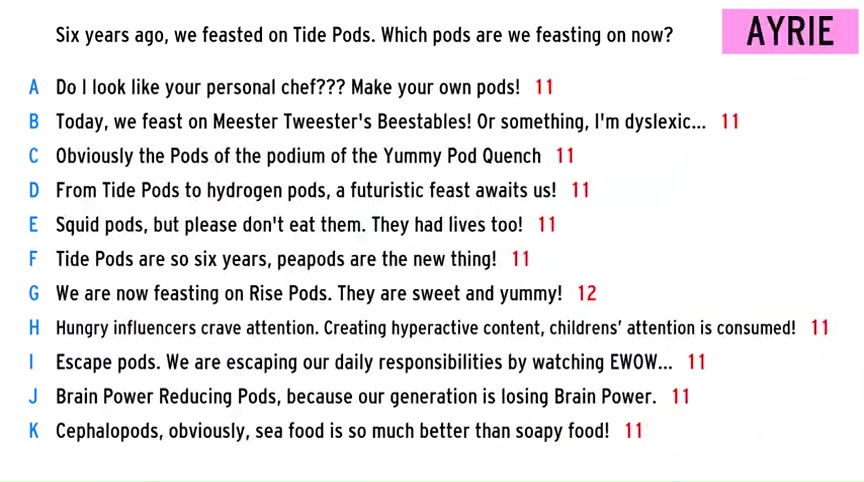 Six years ago, we feasted on Tide Pods. Which pods are we feasting on now?
AYRIE
A Do I look like your personal chef??? Make your own pods! 11
B Today, we feast on Meester Tweester's Beestables! Or something, I'm dyslexic... 11
C Obviously the Pods of the podium of the Yummy Pod Quench 11
D From Tide Pods to hydrogen pods, a futuristic feast awaits us! 11
E Squid pods, but please don't eat them. They had lives too! 11
F Tide Pods are so six years, peapods are the new thing! 11
G We are now feasting on Rise Pods. They are sweet and yummy! 12
H Hungry influencers crave attention. Creating hyperactive content, childrens’ attention is consumed! 11
I Escape pods. We are escaping our daily responsibilities by watching EWOW... 11
J Brain Power Reducing Pods, because our generation is losing Brain Power. 11
K Cephalopods, obviously, sea food is so much better than soapy food! 11